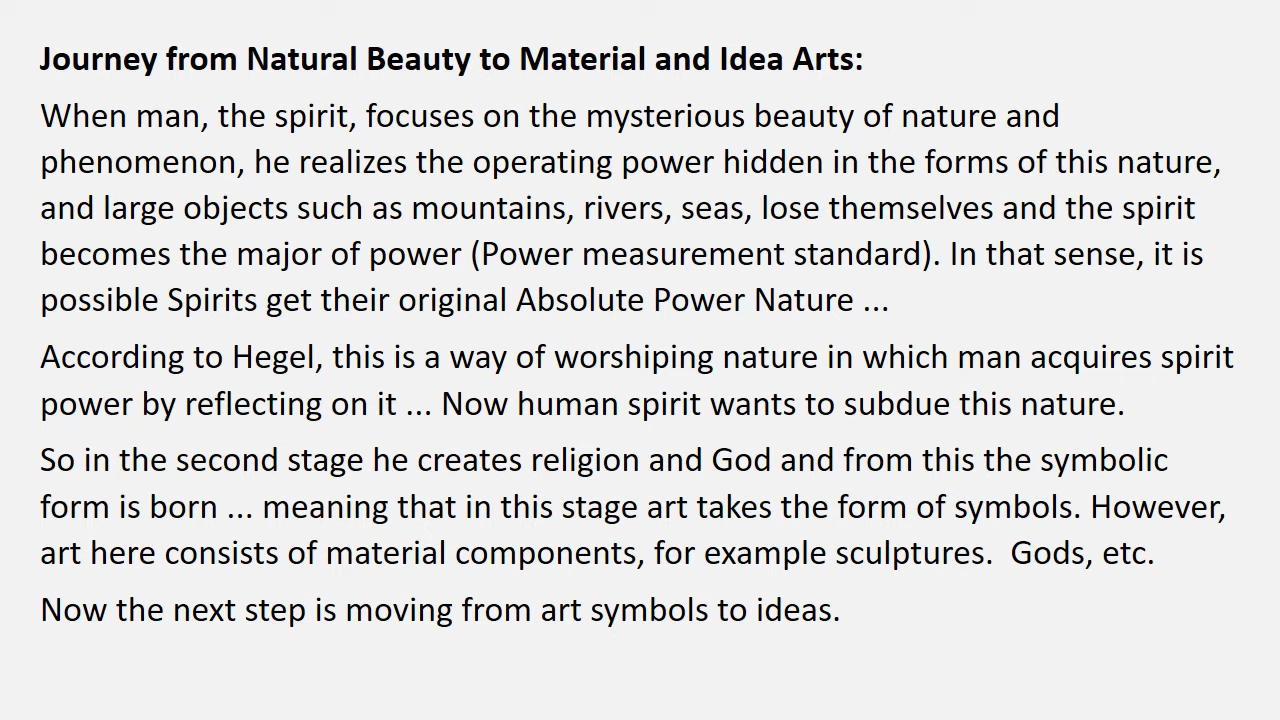 Journey from Natural Beauty to Material and Idea Arts:
When man, the spirit, focuses on the mysterious beauty of nature and
phenomenon, he realizes the operating power hidden in the forms of this nature,
and large objects such as mountains, rivers, seas, lose themselves and the spirit
becomes the major of power (Power measurement standard). In that sense, it is
possible Spirits get their original Absolute Power Nature ...
According to Hegel, this is a way of worshiping nature in which man acquires spirit
power by reflecting on it ... Now human spirit wants to subdue this nature.
So in the second stage he creates religion and God and from this the symbolic
form is born ... meaning that in this stage art takes the form of symbols. However,
art here consists of material components, for example sculptures.  Gods, etc.
Now the next step is moving from art symbols to ideas.